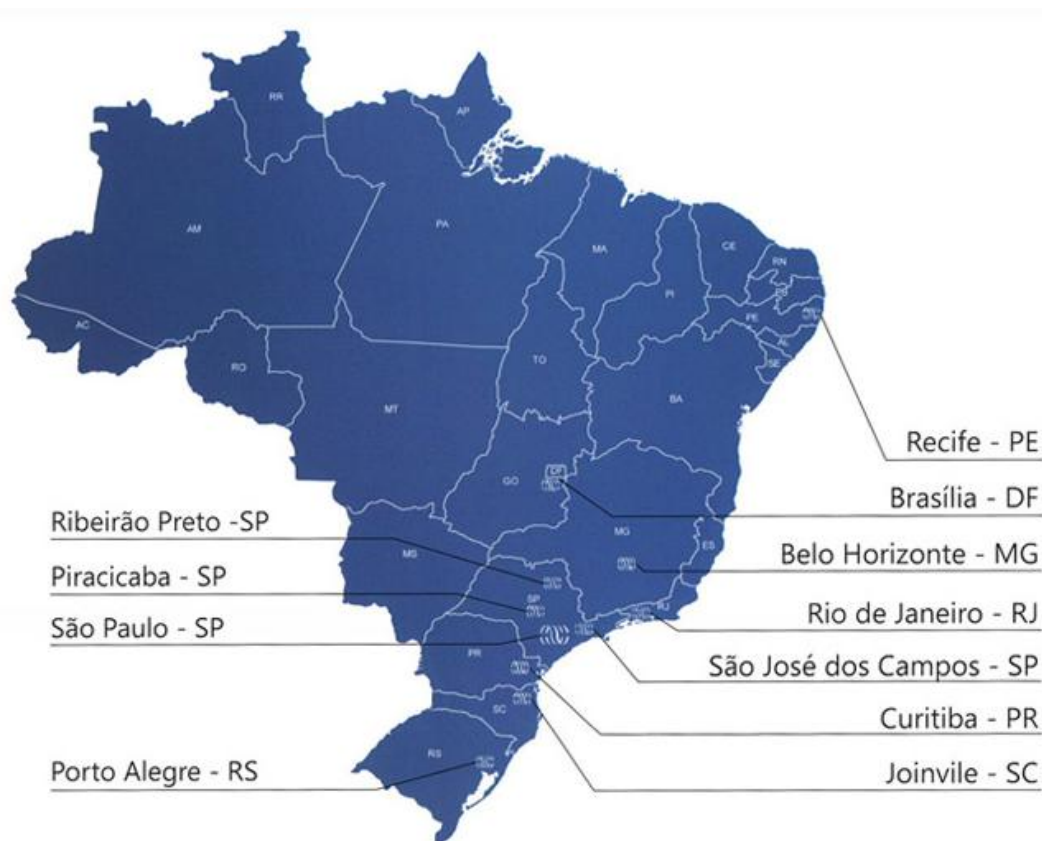 RR
AP
AM
PA
MA
CE
RN
PI
PB
PE
AC
AL
TO
SE
RO
BA
MT
Recife - PE
DF
GO
Brasília - DF
Ribeirão Preto -SP
MG
ES
MS
Belo Horizonte - MG
Piracicaba - SP
SP
RJ
Rio de Janeiro - RJ
São Paulo - SP
PR
São José dos Campos - SP
SC
Curitiba - PR
RS
Porto Alegre - RS
Joinvile - SC